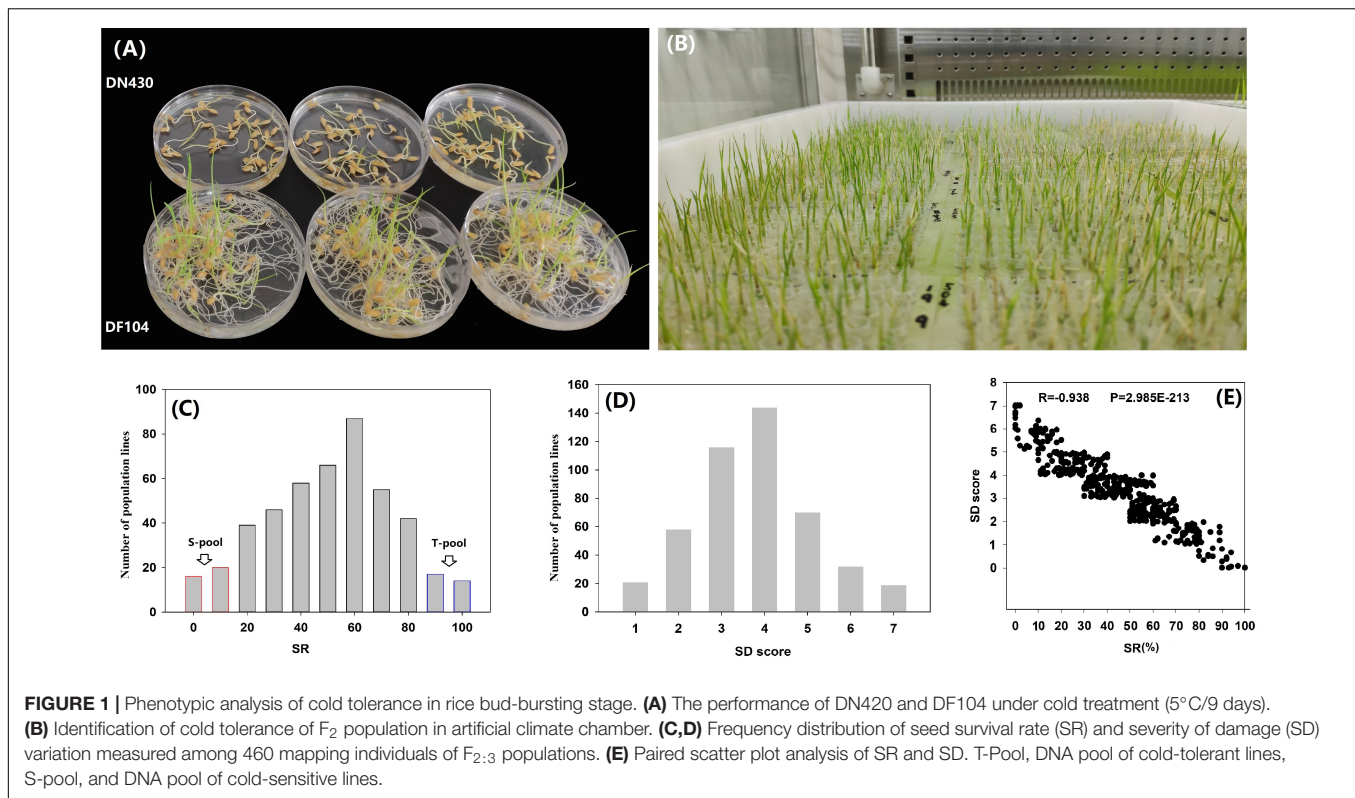 (A)
DN430
DF104
(B)
(C)
Number of population lines
100
80
60
40
20
0
S-pool
T-pool
0 20 40 60 80 100
SR
(D)
Number of population lines
160
140
120
100
80
60
40
20
0
1 2 3 4 5 6 7
SD score
(E)
R=-0.938 P=2.985E-213
SD score
8
7
6
5
4
3
2
1
0
0 10 20 30 40 50 60 70 80 90 100
SR(%)
FIGURE 1 | Phenotypic analysis of cold tolerance in rice bud-bursting stage. (A) The performance of DN420 and DF104 under cold treatment (5°C/9 days).
(B) Identification of cold tolerance of F2 population in artificial climate chamber. (C,D) Frequency distribution of seed survival rate (SR) and severity of damage (SD)
variation measured among 460 mapping individuals of F2:3 populations. (E) Paired scatter plot analysis of SR and SD. T-Pool, DNA pool of cold-tolerant lines,
S-pool, and DNA pool of cold-sensitive lines.